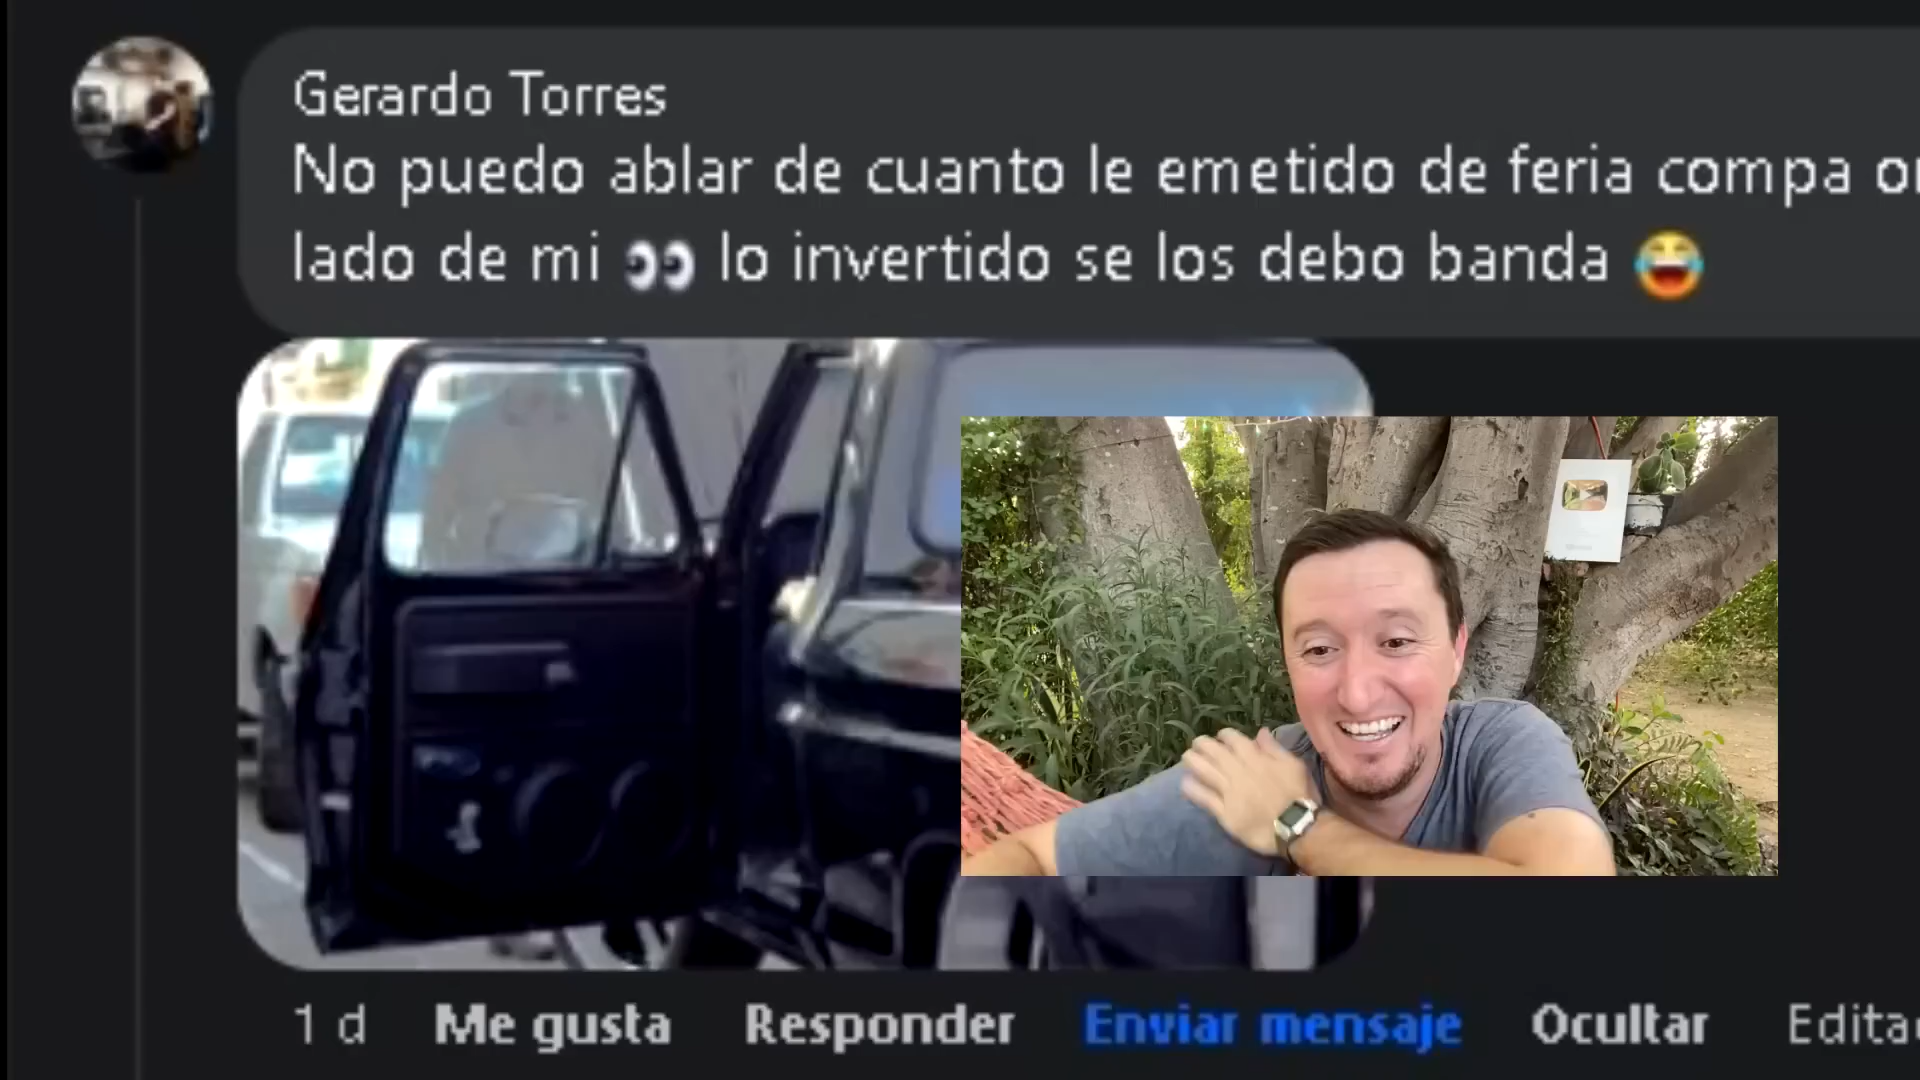 Gerardo Torres
No puedo ablar de cuanto le emetido de feria compa
lado de mi 👀 lo invertido se los debo banda 😂
1 d Me gusta Responder Enviar mensaje Ocultar